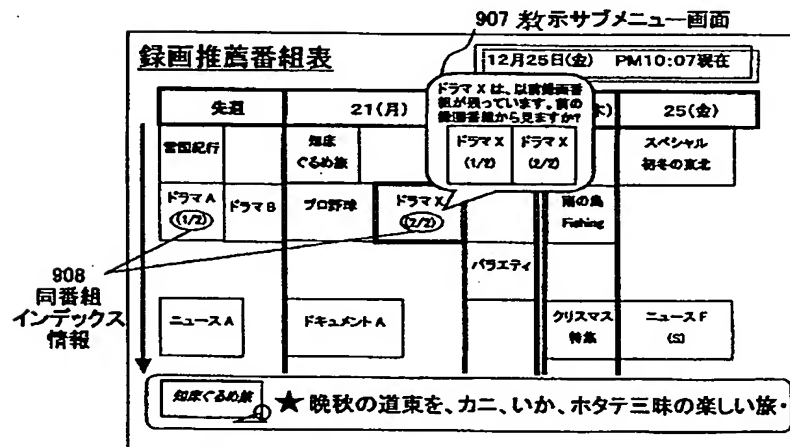 907 教示サブメニュー画面
録画推薦番組表
12月25日(金) PM10:07現在
ドラマXは、以前録画番
組が残っています。前の
録画番組から見ますか?
ドラマX
(1/2)
ドラマX
(2/2)
先週
21(月)
木)
25(金)
雪国紀行
知床
ぐるめ旅
スペシャル
初冬の東北
ドラマA
(1/2)
ドラマB
プロ野球
ドラマX
(2/2)
南の島
Fishing
バラエティ
908
同番組
インデックス
情報
ニュースA
ドキュメントA
クリスマス
特集
ニュースF
(S)
知床ぐるめ旅
★ 晩秋の道東を、カニ、いか、ホタテ三昧の楽しい旅・